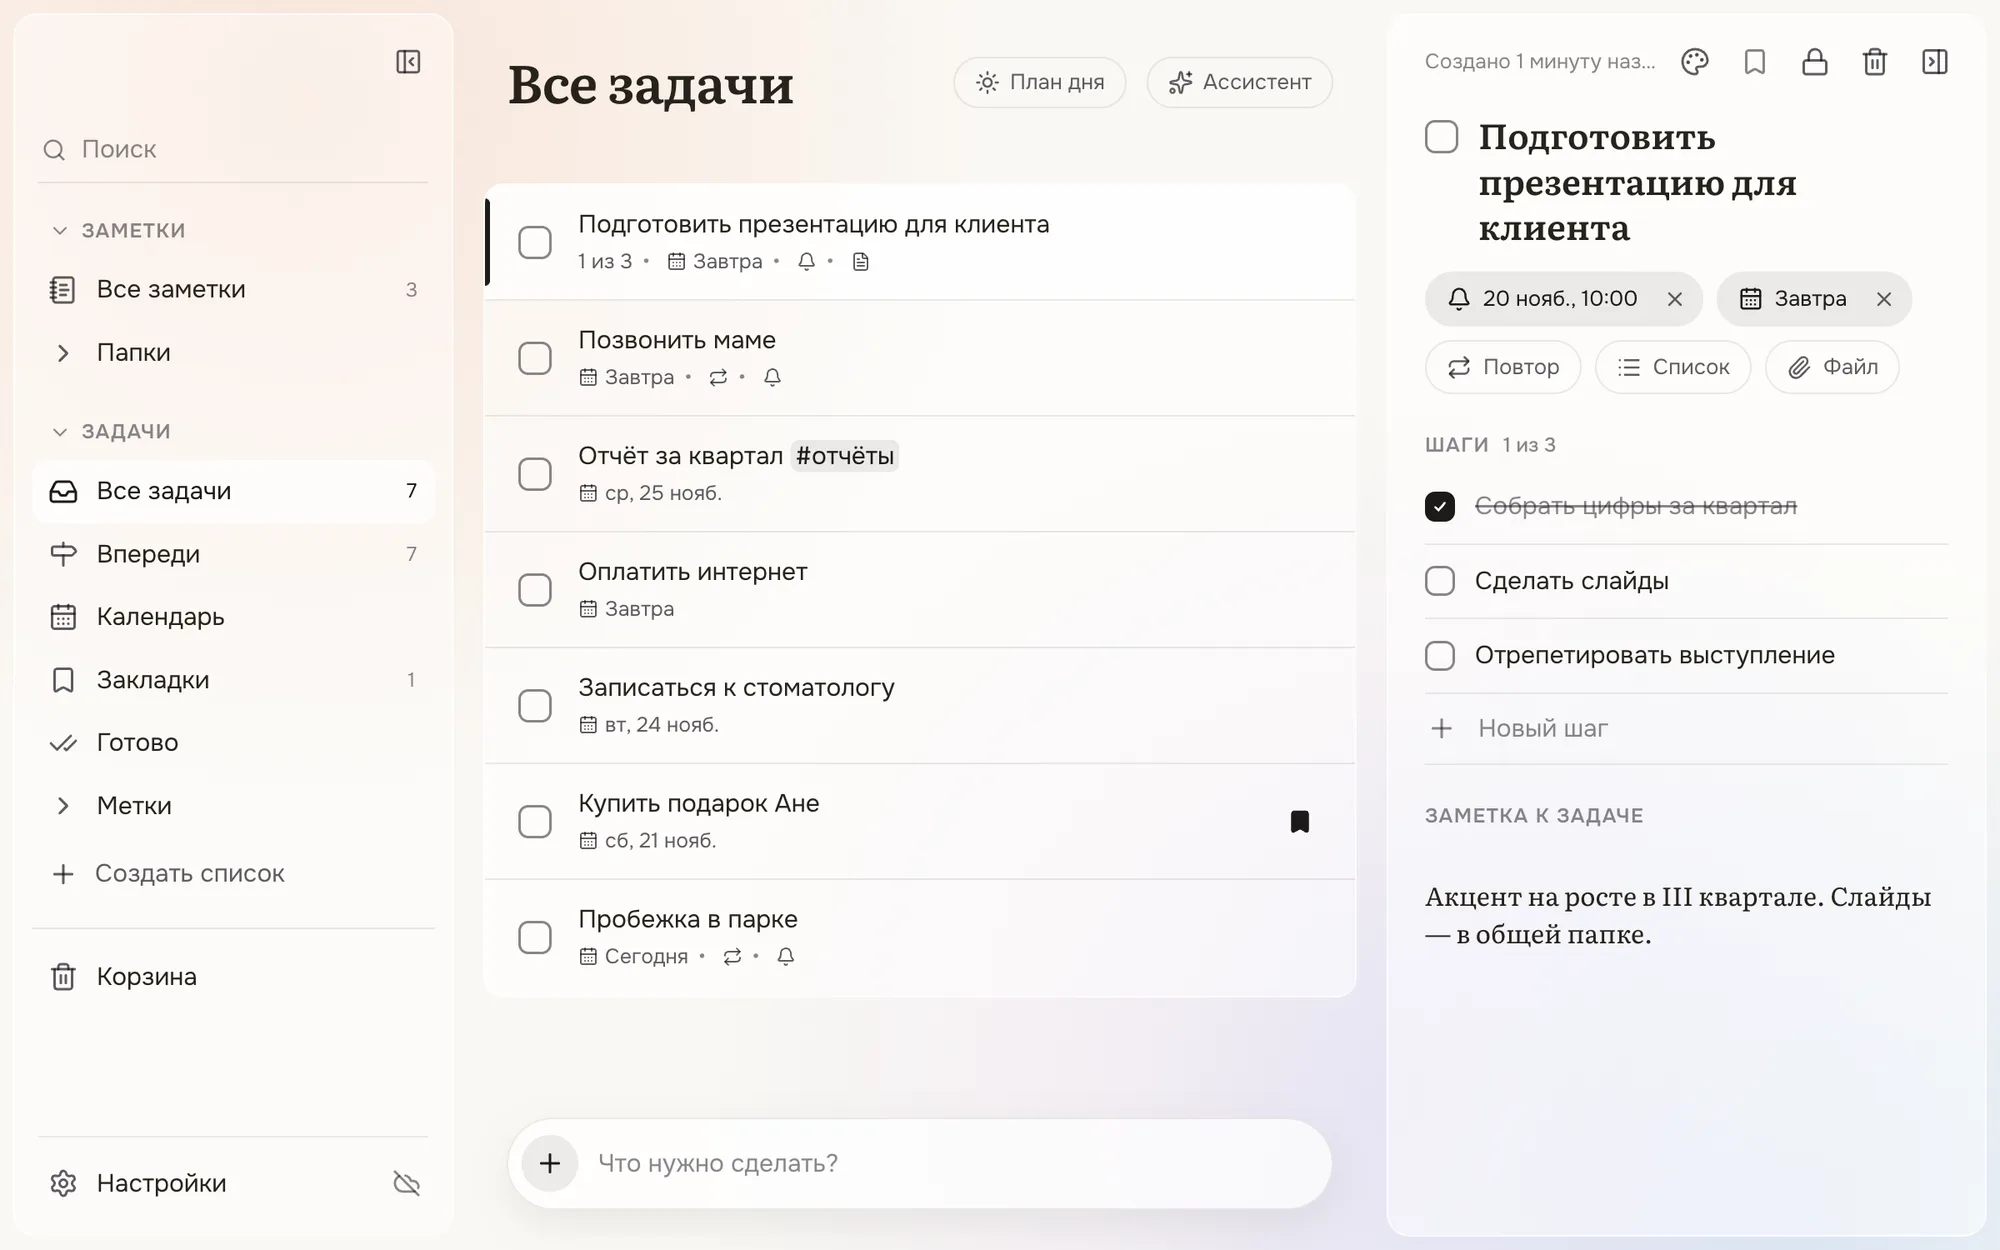 Поиск
ЗАМЕТКИ
Все заметки 3
Папки
ЗАДАЧИ
Все задачи 7
Впереди 7
Календарь
Закладки 1
Готово
Метки
Создать список
Корзина
Настройки
Все задачи
План дня
Ассистент
Подготовить презентацию для клиента
1 из 3 • Завтра • •
Позвонить маме
Завтра • •
Отчёт за квартал #отчёты
ср, 25 нояб.
Оплатить интернет
Завтра
Записаться к стоматологу
вт, 24 нояб.
Купить подарок Ане
сб, 21 нояб.
Пробежка в парке
Сегодня • •
Что нужно сделать?
Создано 1 минуту наз...
Подготовить
презентацию для
клиента
20 нояб., 10:00
Завтра
Повтор
Список
Файл
ШАГИ 1 из 3
Собрать цифры за квартал
Сделать слайды
Отрепетировать выступление
Новый шаг
ЗАМЕТКА К ЗАДАЧЕ
Акцент на росте в III квартале. Слайды
— в общей папке.